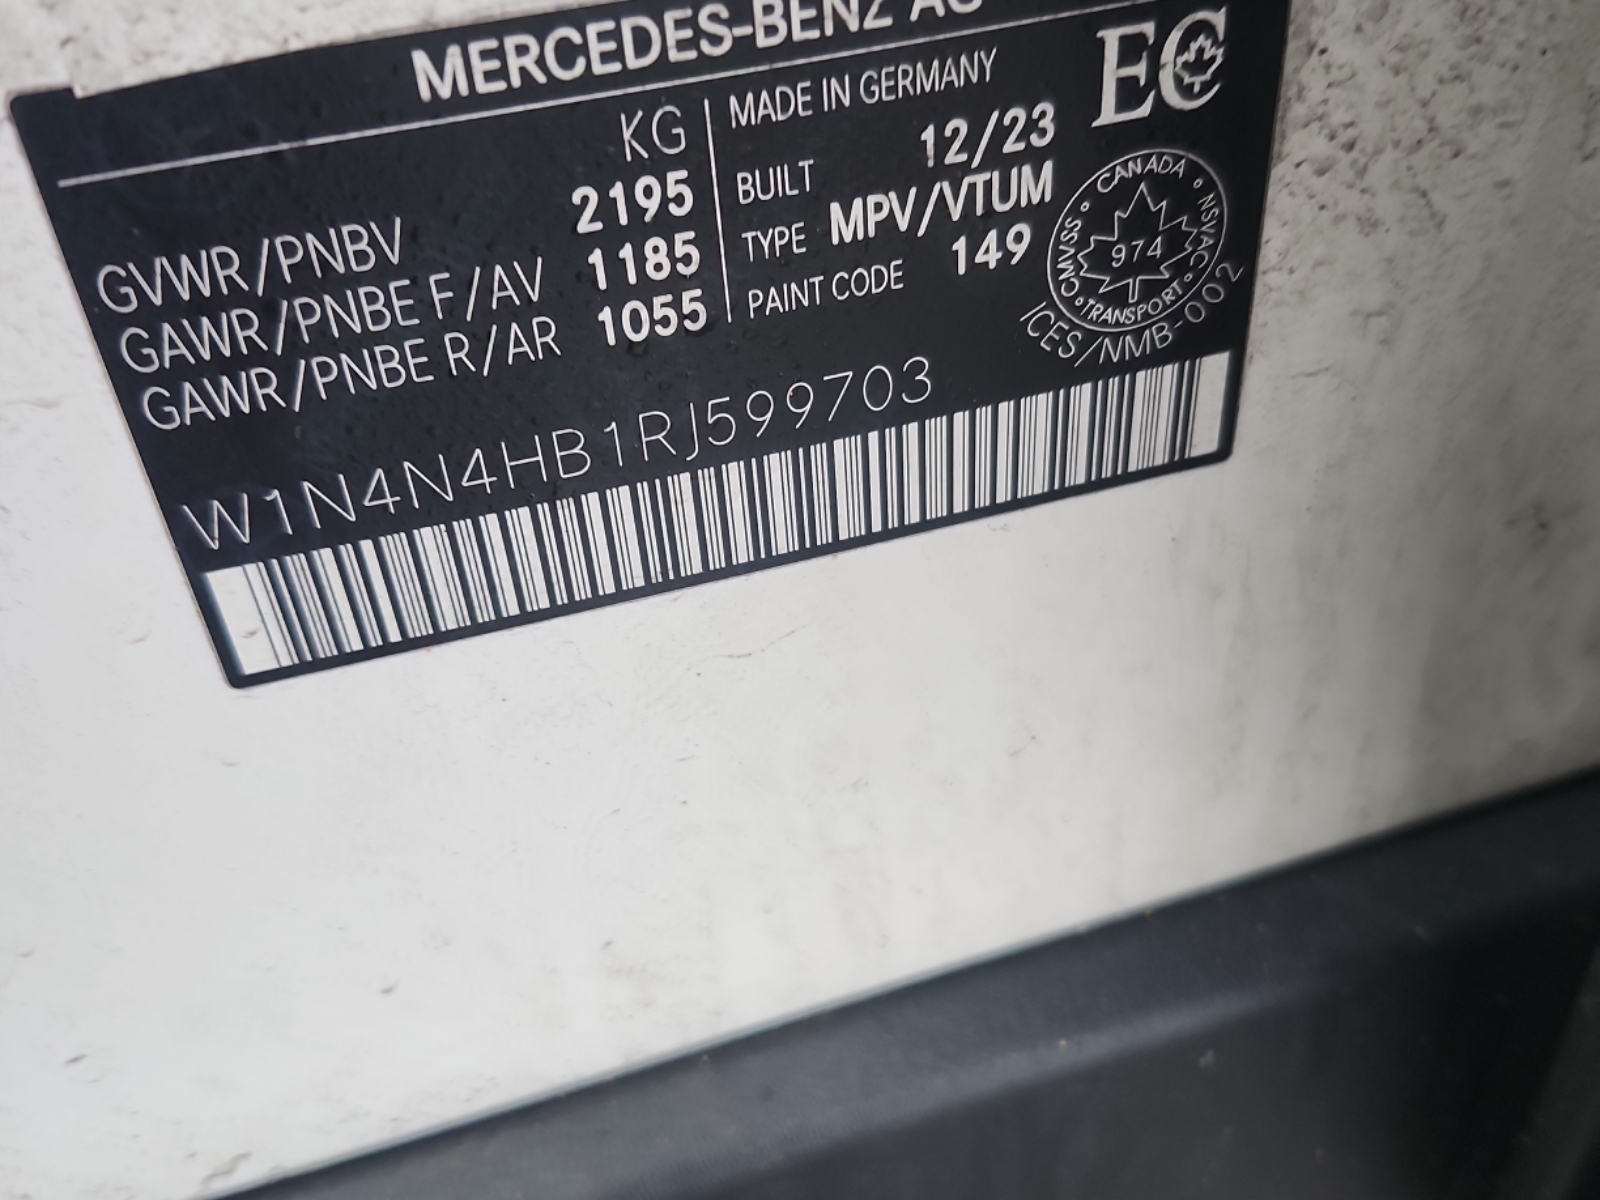 MERCEDES-BENZ AG
KG
GVWR/PNBV 2195
GAWR/PNBE F/AV 1185
GAWR/PNBE R/AR 1055
MADE IN GERMANY
BUILT 12/23
TYPE MPV/VTUM
PAINT CODE 149
EC
CANADA
NSVAC
TRANSPORT
CMVSS
974
ICES/NMB-002
W1N4N4HB1RJ599703